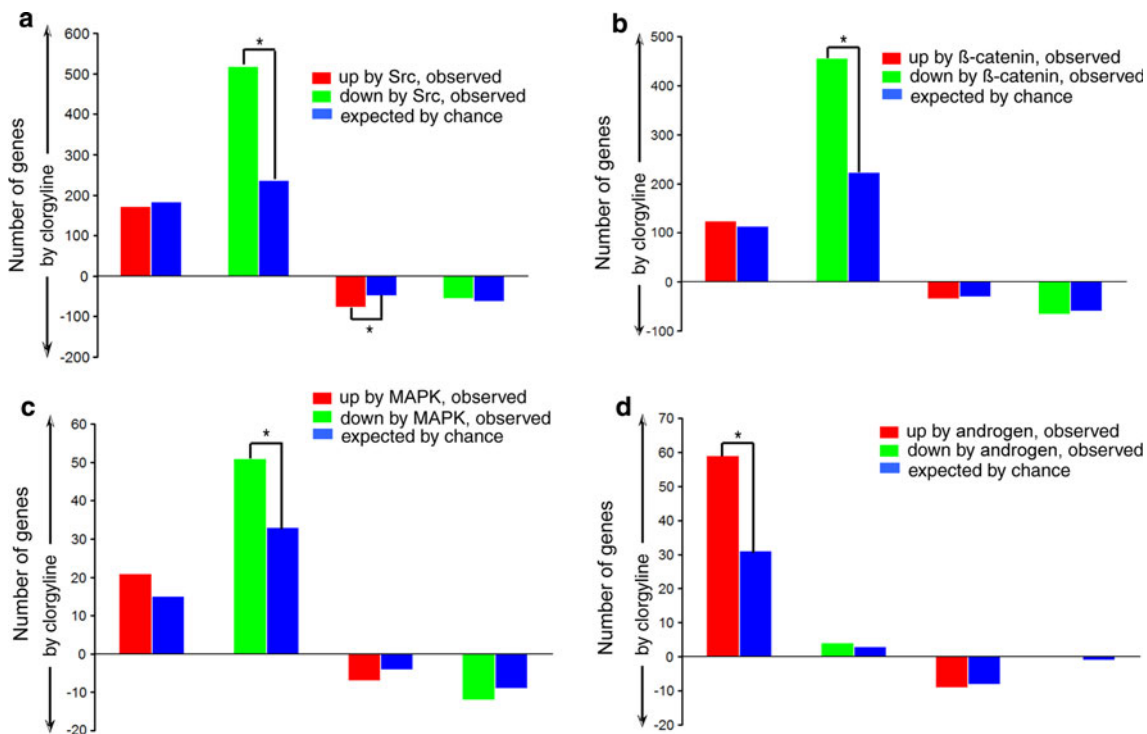 a
600
500
400
300
200
100
0
-100
-200
Number of genes
by clorgyline
*
*
up by Src, observed
down by Src, observed
expected by chance
b
500
400
300
200
100
0
-100
Number of genes
by clorgyline
*
up by ß-catenin, observed
down by ß-catenin, observed
expected by chance
c
60
50
40
30
20
10
0
-10
-20
Number of genes
by clorgyline
*
up by MAPK, observed
down by MAPK, observed
expected by chance
d
70
60
50
40
30
20
10
0
-10
-20
Number of genes
by clorgyline
*
up by androgen, observed
down by androgen, observed
expected by chance